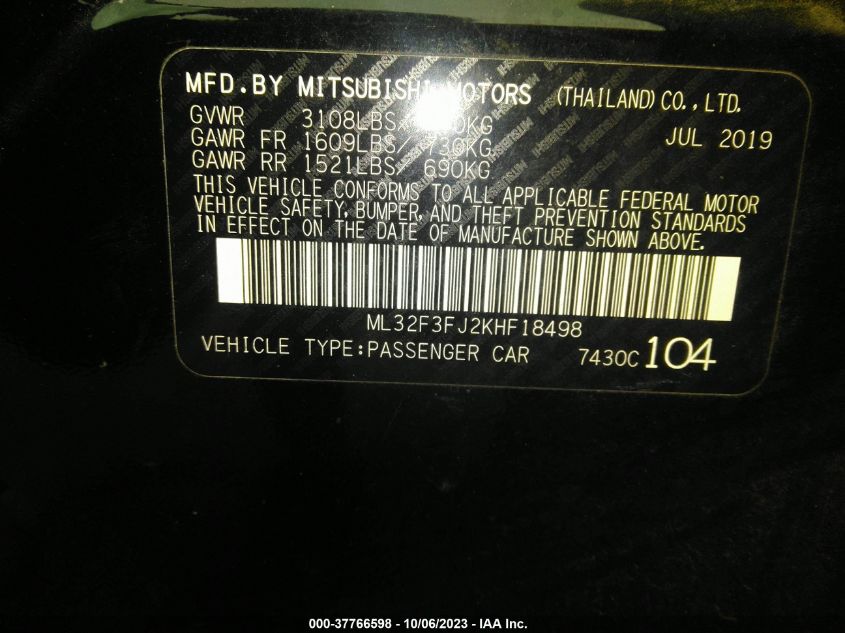 MFD.BY MITSUBISHI MOTORS (THAILAND) CO., LTD.
GVWR 3108LBS KG
JUL 2019
GAWR FR 1609LBS/ 730KG
GAWR RR 1521LBS/ 690KG
THIS VEHICLE CONFORMS TO ALL APPLICABLE FEDERAL MOTOR
VEHICLE SAFETY, BUMPER, AND THEFT PREVENTION STANDARDS
IN EFFECT ON THE DATE OF MANUFACTURE SHOWN ABOVE.
ML32F3FJ2KHF18498
VEHICLE TYPE:PASSENGER CAR 7430C 104
000-37766598 - 10/06/2023 - IAA Inc.